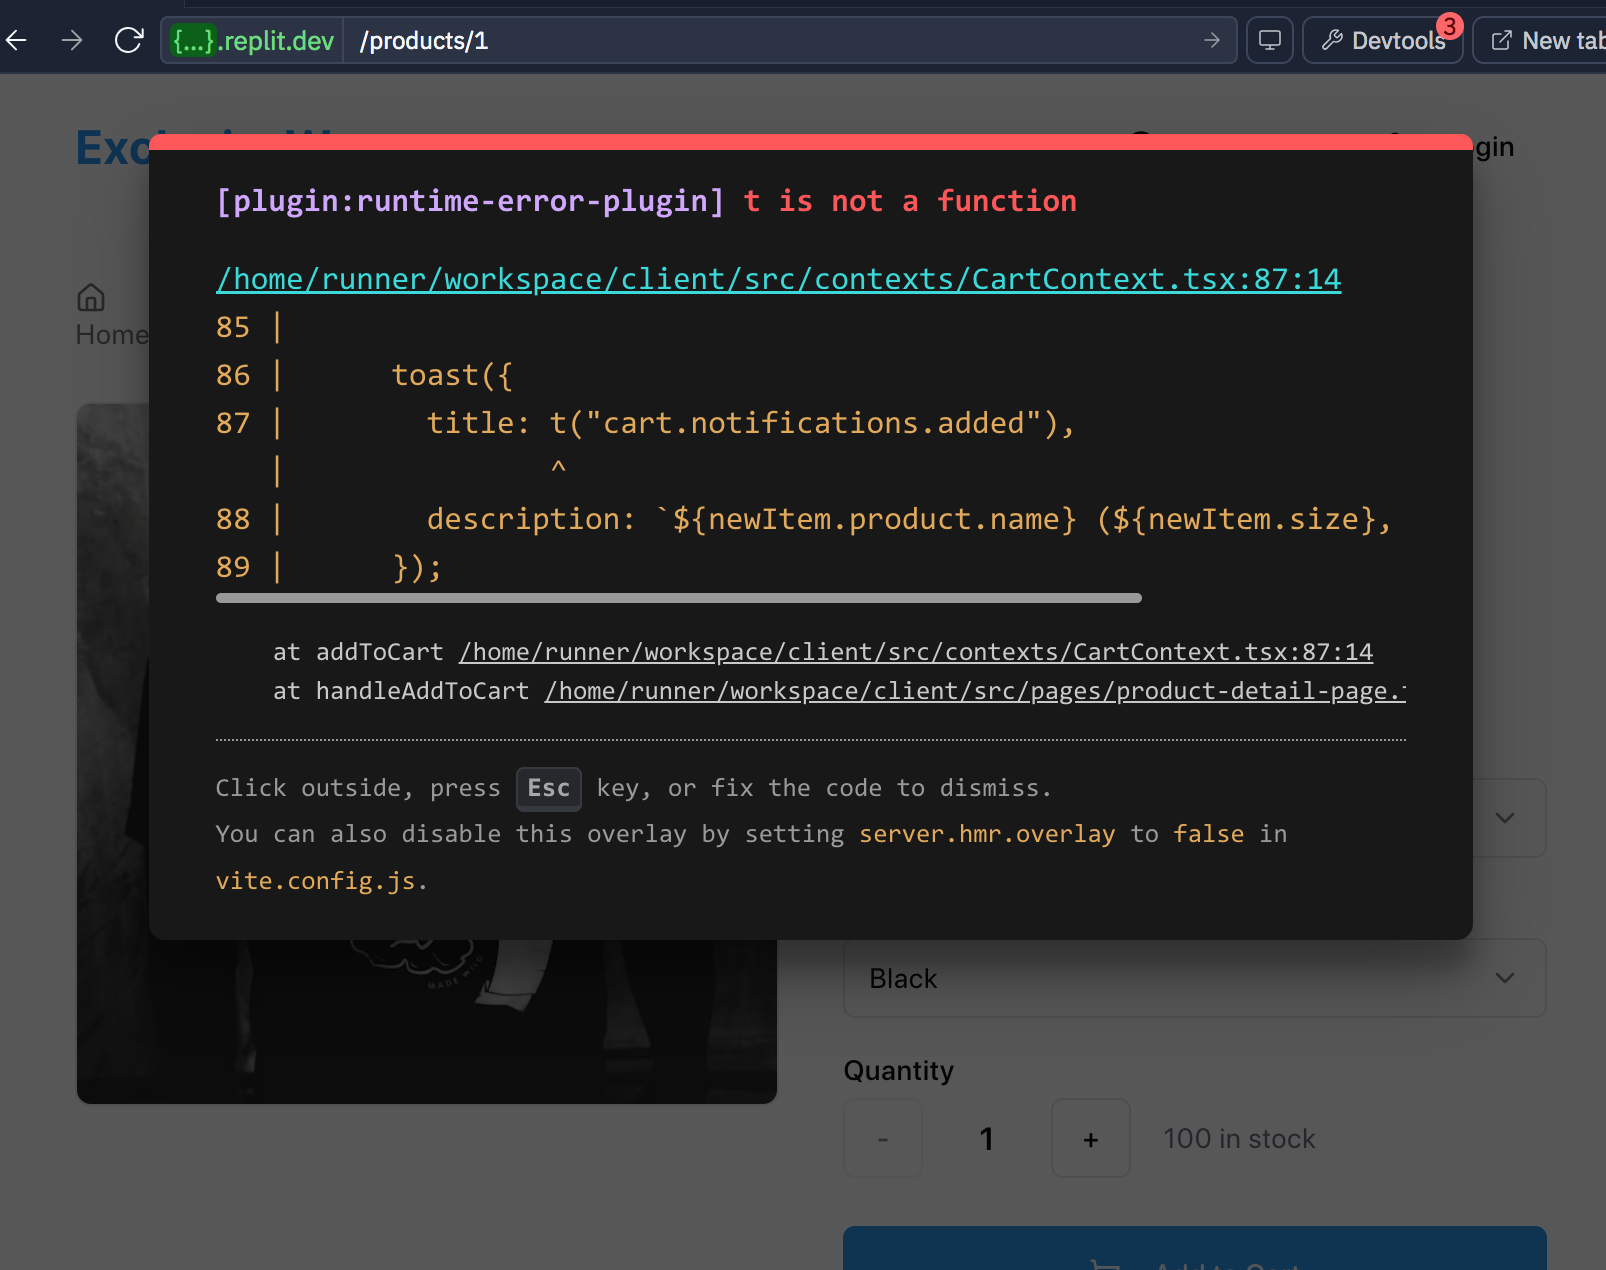 {...}.replit.dev /products/1 Devtools 3 New tab
Exc
gin
[plugin:runtime-error-plugin] t is not a function
/home/runner/workspace/client/src/contexts/CartContext.tsx:87:14
85 |
86 |      toast({
87 |        title: t("cart.notifications.added"),
   |               ^
88 |        description: `${newItem.product.name} (${newItem.size},
89 |      });
Home
at addToCart /home/runner/workspace/client/src/contexts/CartContext.tsx:87:14
at handleAddToCart /home/runner/workspace/client/src/pages/product-detail-page.
Click outside, press Esc key, or fix the code to dismiss.
You can also disable this overlay by setting server.hmr.overlay to false in
vite.config.js.
MADE WILD
Black
Quantity
- 1 + 100 in stock
Add to Cart